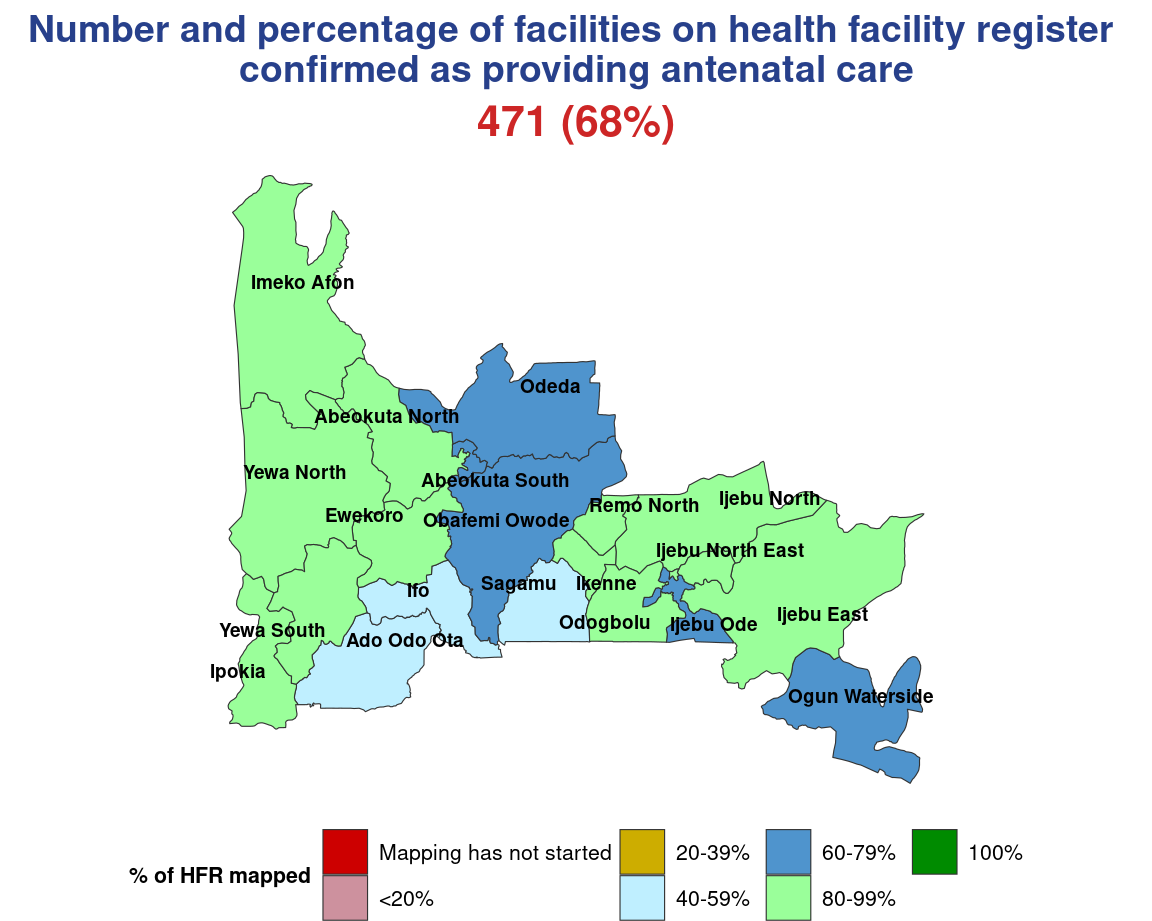 Number and percentage of facilities on health facility register
confirmed as providing antenatal care
471 (68%)
Imeko Afon
Odeda
Abeokuta North
Yewa North
Abeokuta South
Ijebu North
Remo North
Ewekoro
Obafemi Owode
Ijebu North East
Sagamu
Ikenne
Ifo
Ijebu East
Odogbolu
Ijebu Ode
Yewa South
Ado Odo Ota
Ipokia
Ogun Waterside
% of HFR mapped
Mapping has not started
<20%
20-39%
40-59%
60-79%
80-99%
100%